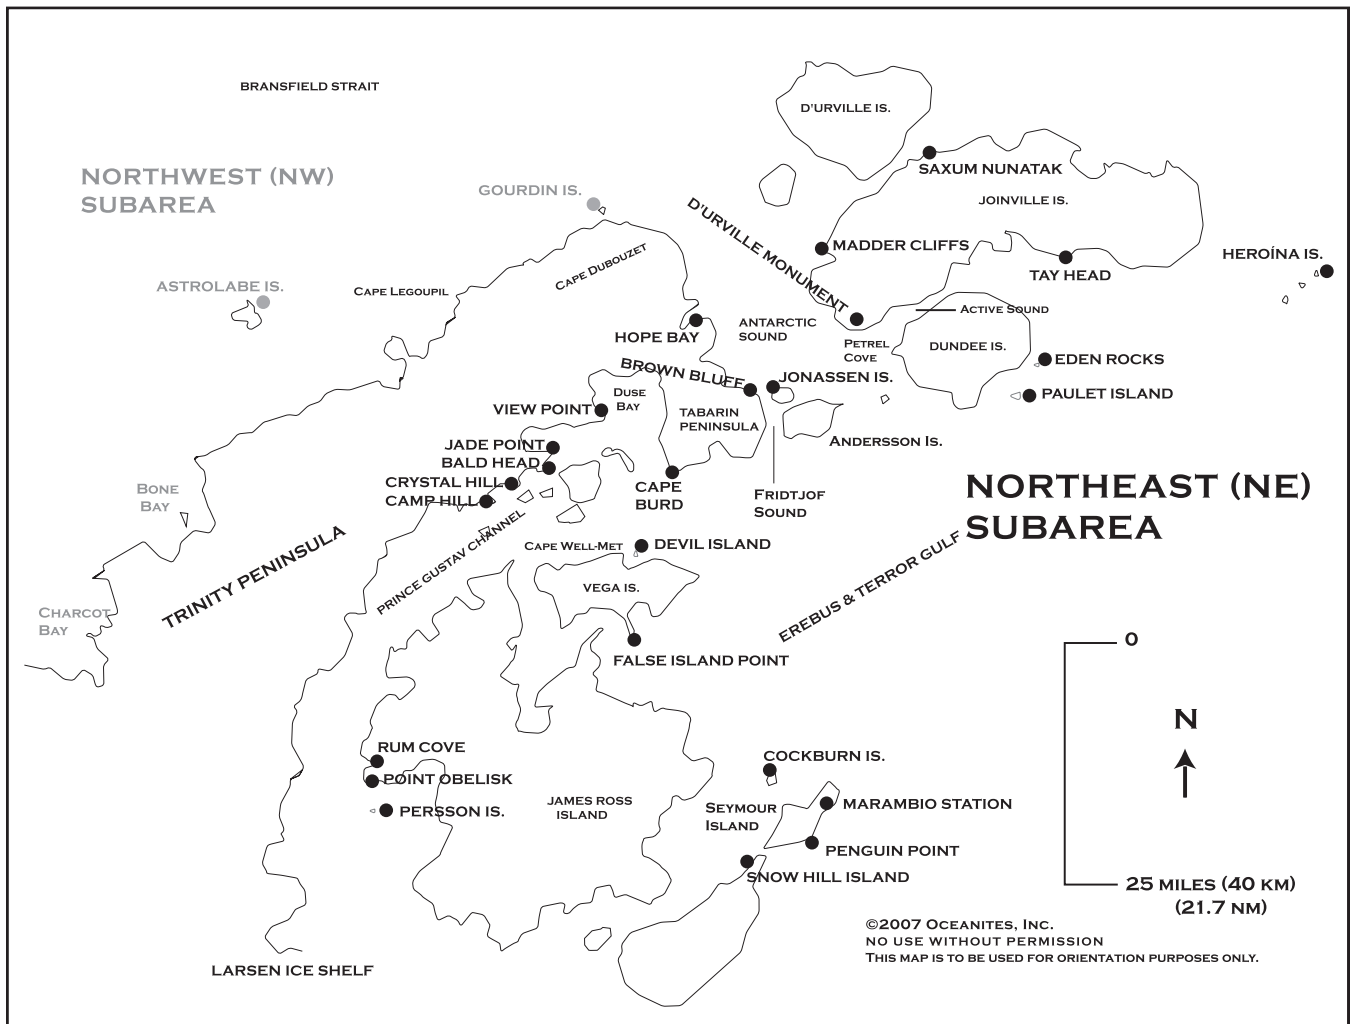 BRANSFIELD STRAIT
D'URVILLE IS.
NORTHWEST (NW)
SUBAREA
SAXUM NUNATAK
GOURDIN IS.
JOINVILLE IS.
D'URVILLE MONUMENT
MADDER CLIFFS
CAPE DUBOUZET
HEROÍNA IS.
TAY HEAD
ASTROLABE IS.
CAPE LEGOUPIL
ACTIVE SOUND
ANTARCTIC
SOUND
HOPE BAY
PETREL
COVE
DUNDEE IS.
EDEN ROCKS
BROWN BLUFF
JONASSEN IS.
PAULET ISLAND
DUSE
BAY
VIEW POINT
TABARIN
PENINSULA
ANDERSSON IS.
JADE POINT
BALD HEAD
CRYSTAL HILL
CAMP HILL
CAPE
BURD
FRIDTJOF
SOUND
NORTHEAST (NE)
SUBAREA
BONE
BAY
PRINCE GUSTAV CHANNEL
CAPE WELL-MET
DEVIL ISLAND
TRINITY PENINSULA
VEGA IS.
EREBUS & TERROR GULF
CHARCOT
BAY
0
FALSE ISLAND POINT
N
RUM COVE
COCKBURN IS.
POINT OBELISK
JAMES ROSS
ISLAND
SEYMOUR
ISLAND
MARAMBIO STATION
PERSSON IS.
PENGUIN POINT
SNOW HILL ISLAND
25 MILES (40 KM)
(21.7 NM)
©2007 OCEANITES, INC.
NO USE WITHOUT PERMISSION
THIS MAP IS TO BE USED FOR ORIENTATION PURPOSES ONLY.
LARSEN ICE SHELF